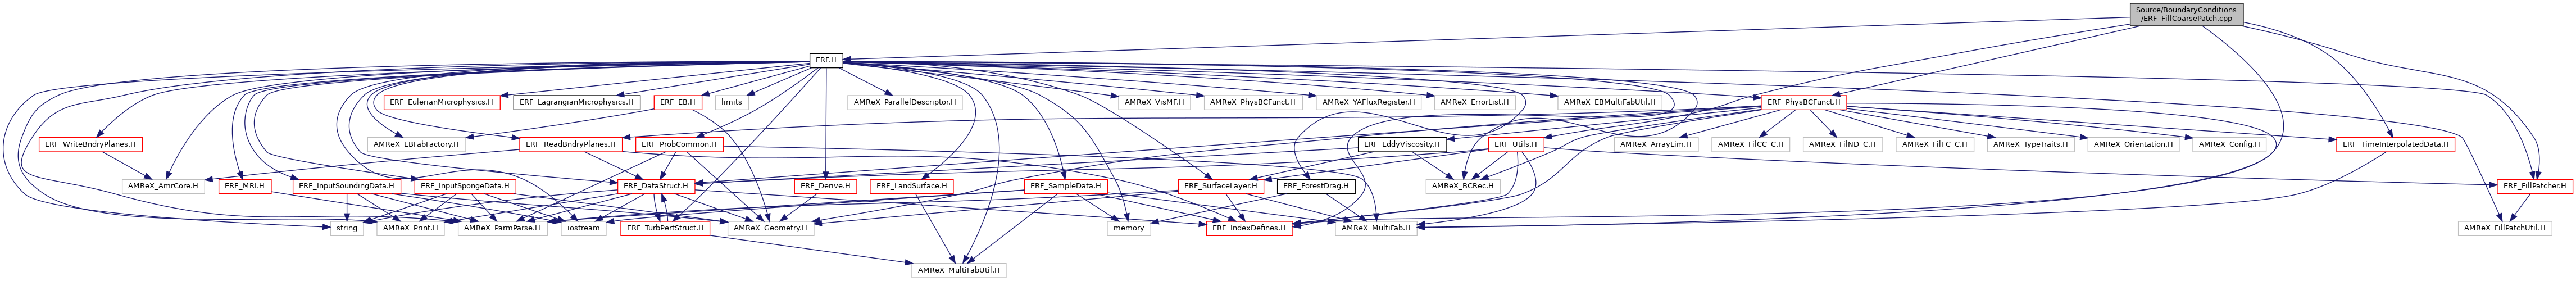 Source/BoundaryConditions
/ERF_FillCoarsePatch.cpp
ERF.H
ERF_EulerianMicrophysics.H
ERF_LagrangianMicrophysics.H
ERF_EB.H
limits
AMReX_ParallelDescriptor.H
AMReX_VisMF.H
AMReX_PhysBCFunct.H
AMReX_YAFluxRegister.H
AMReX_ErrorList.H
AMReX_EBMultiFabUtil.H
ERF_PhysBCFunct.H
ERF_WriteBndryPlanes.H
AMReX_EBFabFactory.H
ERF_ReadBndryPlanes.H
ERF_ProbCommon.H
ERF_EddyViscosity.H
ERF_Utils.H
AMReX_ArrayLim.H
AMReX_FilCC_C.H
AMReX_FilND_C.H
AMReX_FilFC_C.H
AMReX_TypeTraits.H
AMReX_Orientation.H
AMReX_Config.H
ERF_TimeInterpolatedData.H
AMReX_AmrCore.H
ERF_MRI.H
ERF_InputSoundingData.H
ERF_InputSpongeData.H
ERF_DataStruct.H
ERF_Derive.H
ERF_LandSurface.H
ERF_SampleData.H
ERF_SurfaceLayer.H
ERF_ForestDrag.H
AMReX_BCRec.H
ERF_FillPatcher.H
string
AMReX_Print.H
AMReX_ParmParse.H
iostream
ERF_TurbPertStruct.H
AMReX_Geometry.H
memory
ERF_IndexDefines.H
AMReX_MultiFab.H
AMReX_FillPatchUtil.H
AMReX_MultiFabUtil.H